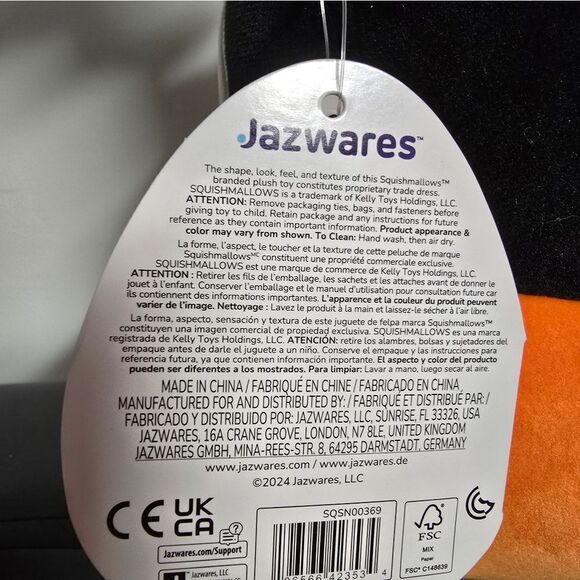 Jazwares™
The shape, look, feel, and texture of this Squishmallows™
branded plush toy constitutes proprietary trade dress.
SQUISHMALLOWS is a trademark of Kelly Toys Holdings, LLC.
ATTENTION: Remove packaging ties, bags, and fasteners before
giving toy to child. Retain package and any instructions for future
reference as they contain important information. Product appearance &
color may vary from shown. To Clean: Hand wash, then air dry.
La forme, l'aspect, le toucher et la texture de cette peluche de marque
Squishmallowsᴹᶜ constituent une propriété commerciale exclusive.
SQUISHMALLOWS est une marque de commerce de Kelly Toys Holdings, LLC.
ATTENTION : Retirer les fils de l'emballage, les sachets et les attaches avant de donner le
jouet à l'enfant. Conserver l'emballage et le manuel d'utilisation pour consultation future car
ils contiennent des informations importantes. L'apparence et la couleur du produit peuvent
varier de l'image. Nettoyage : Lavez le produit à la main et laissez-le sécher à l'air libre.
La forma, aspecto, sensación y textura de este juguete de felpa marca Squishmallows™
constituyen una imagen comercial de propiedad exclusiva. SQUISHMALLOWS es una marca
registrada de Kelly Toys Holdings, LLC. ATENCIÓN: retire los alambres, bolsas y sujetadores del
empaque antes de darle el juguete a un niño. Conserve el empaque y las instrucciones para
referencia futura, ya que contienen información importante. El aspecto y el color del producto
pueden ser diferentes a los mostrados. Para limpiar: Lavar a mano, luego secar al aire.
MADE IN CHINA / FABRIQUÉ EN CHINE / FABRICADO EN CHINA
MANUFACTURED FOR AND DISTRIBUTED BY: / FABRIQUÉ ET DISTRIBUÉ PAR: /
FABRICADO Y DISTRIBUIDO POR: JAZWARES, LLC, SUNRISE, FL 33326, USA
JAZWARES, 16A CRANE GROVE, LONDON, N7 8LE, UNITED KINGDOM
JAZWARES GMBH, MINA-REES-STR. 8, 64295 DARMSTADT, GERMANY
www.jazwares.com / www.jazwares.de
©2024 Jazwares, LLC
CE UK
CA
Jazwares.com/Support
Jazwares, LLC
SQSN00369
96566 42353 4
FSC
MIX
Paper
FSC® C148639